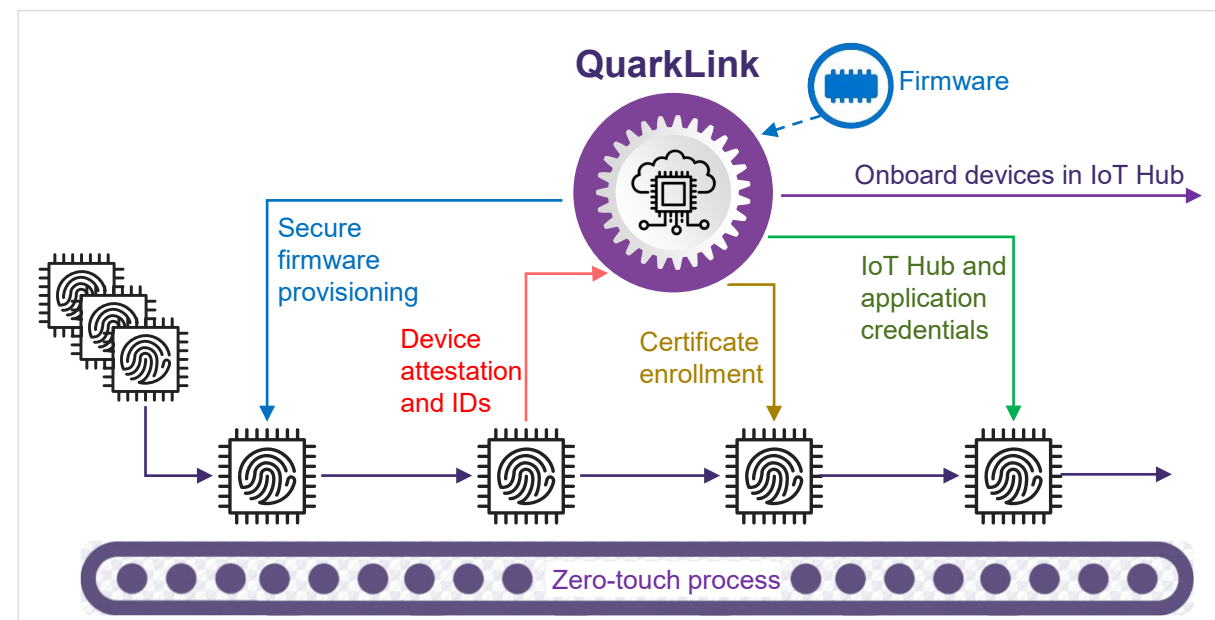 QuarkLink
Firmware
Onboard devices in IoT Hub
Secure
firmware
provisioning
IoT Hub and
application
credentials
Device
attestation
and IDs
Certificate
enrollment
Zero-touch process